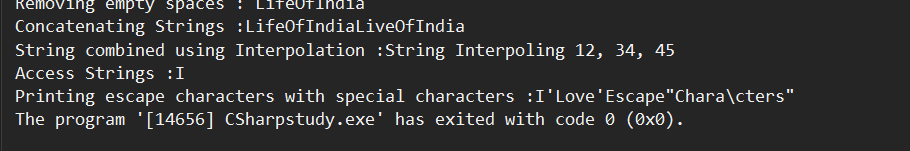 Removing empty spaces : LifeOfIndia
Concatenating Strings :LifeOfIndiaLiveOfIndia
String combined using Interpolation :String Interpoling 12, 34, 45
Access Strings :I
Printing escape characters with special characters :I'Love'Escape"Chara\cters"
The program '[14656] CSharpstudy.exe' has exited with code 0 (0x0).